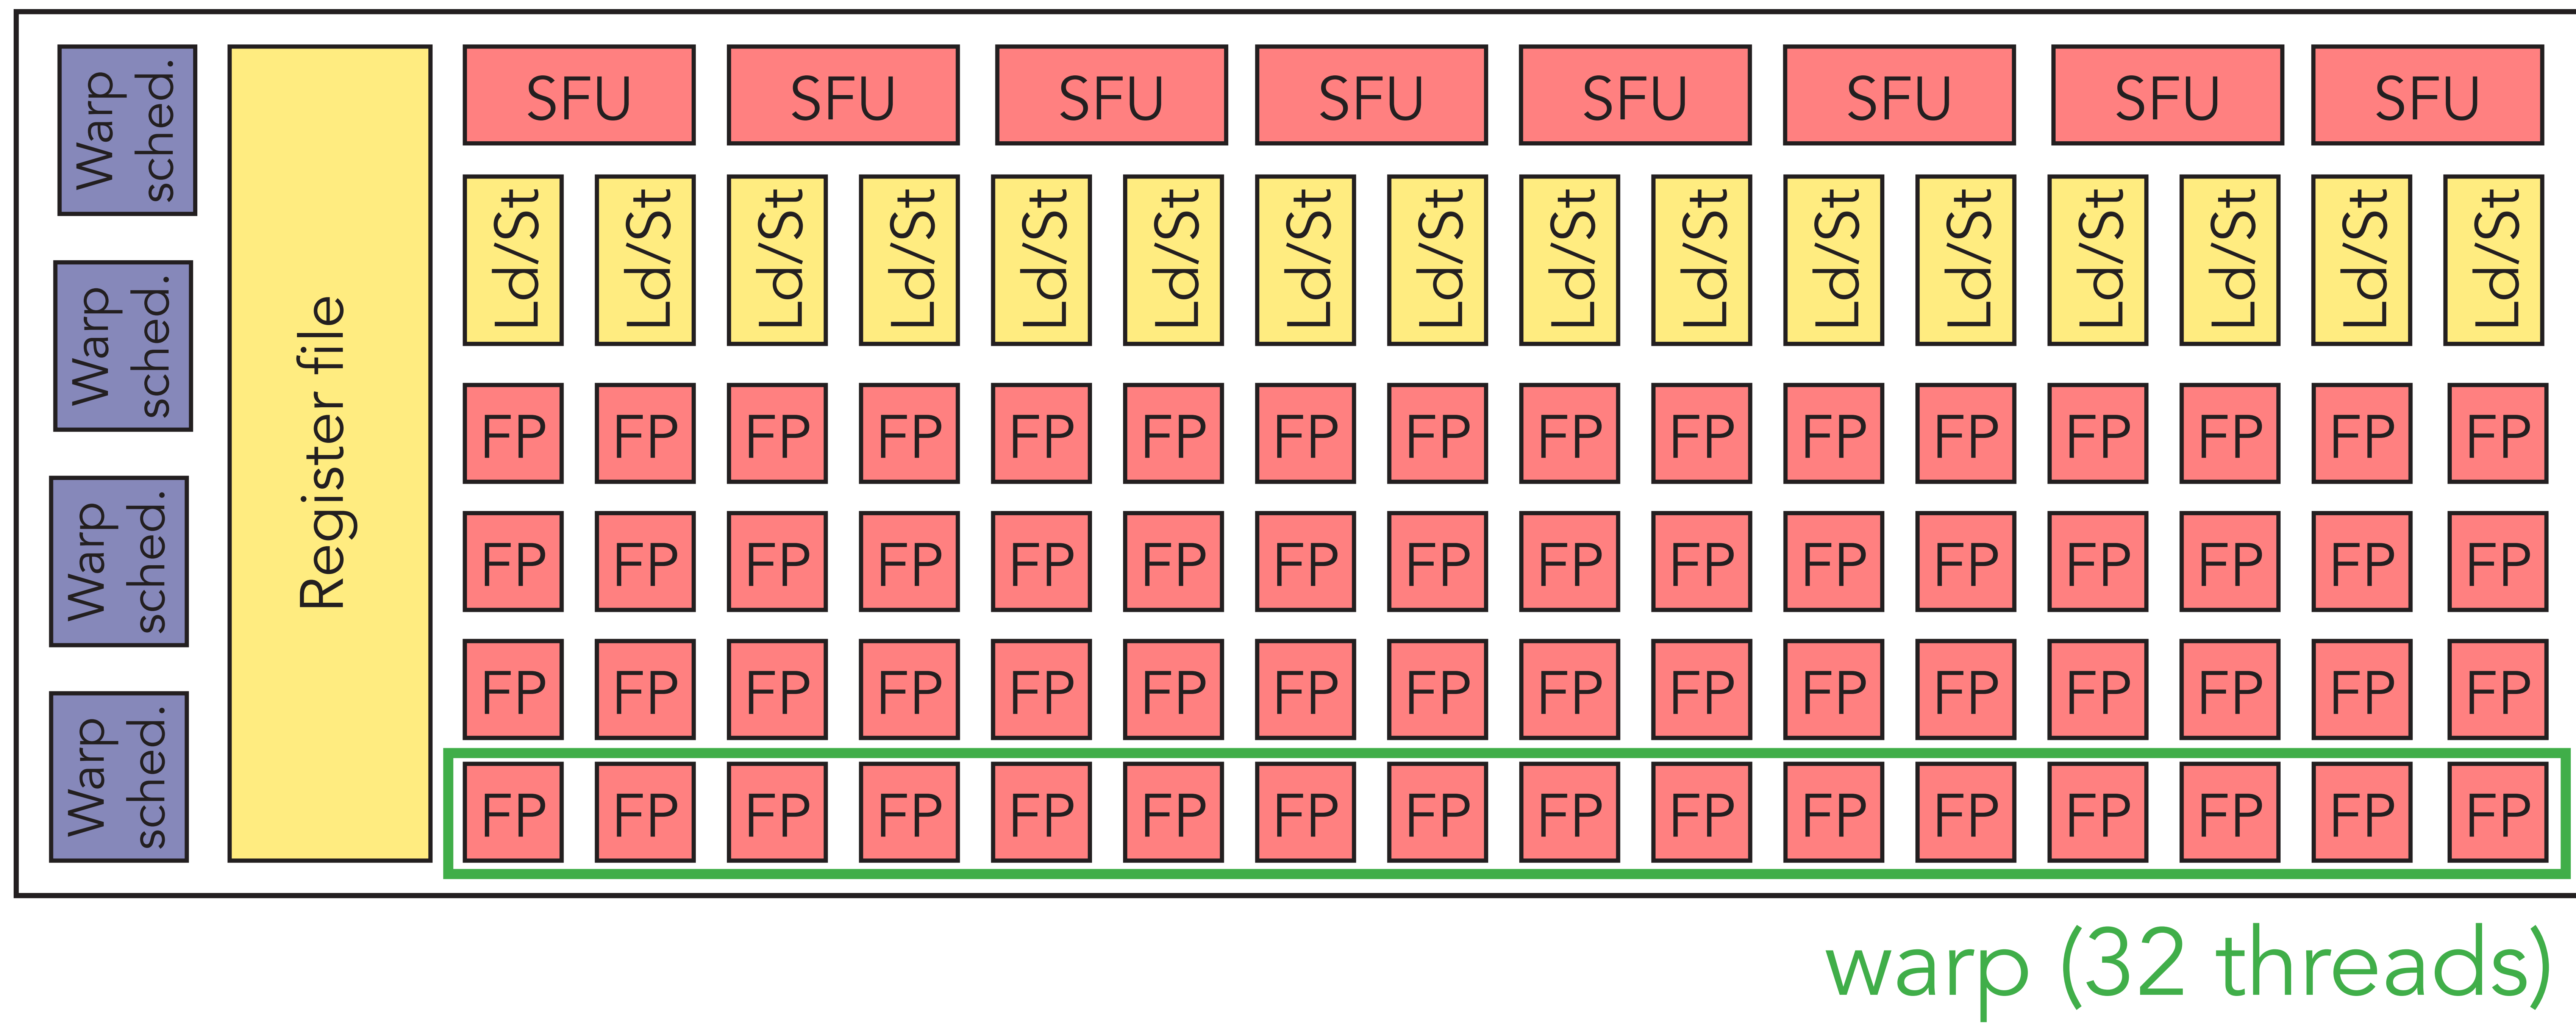 Warp
sched.
Warp
sched.
Warp
sched.
Warp
sched.
Register file
SFU SFU SFU SFU SFU SFU SFU SFU
Ld/St Ld/St Ld/St Ld/St Ld/St Ld/St Ld/St Ld/St Ld/St Ld/St Ld/St Ld/St Ld/St Ld/St Ld/St Ld/St
FP FP FP FP FP FP FP FP FP FP FP FP FP FP FP FP
FP FP FP FP FP FP FP FP FP FP FP FP FP FP FP FP
FP FP FP FP FP FP FP FP FP FP FP FP FP FP FP FP
FP FP FP FP FP FP FP FP FP FP FP FP FP FP FP FP
warp (32 threads)